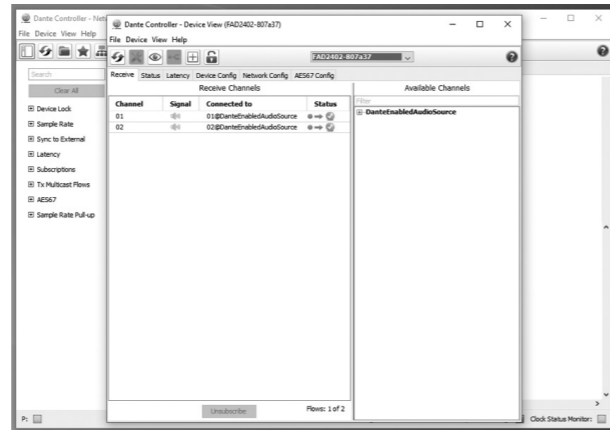 Dante Controller - Net
File Device View Help
Search
Clear All
Device Lock
Sample Rate
Sync to External
Latency
Subscriptions
Tx Multicast Flows
AES67
Sample Rate Pull-up
P:
Dante Controller - Device View (FAD2402-807a37)
File Device View Help
FAD2402-807a37
Receive Status Latency Device Config Network Config AES67 Config
Receive Channels
Channel Signal Connected to Status
01 01@DanteEnabledAudioSource
02 02@DanteEnabledAudioSource
Unsubscribe
Flows: 1 of 2
Available Channels
Filter
DanteEnabledAudioSource
Clock Status Monitor: